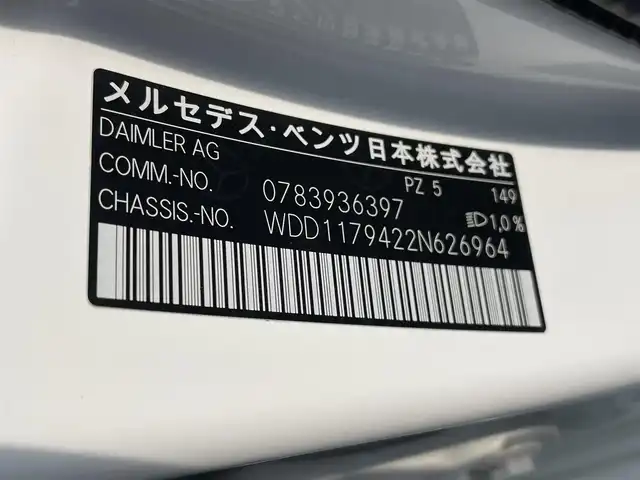 メルセデス・ベンツ日本株式会社
DAIMLER AG PZ 5 149
COMM.-NO. 0783936397 1,0%
CHASSIS.-NO. WDD1179422N626964